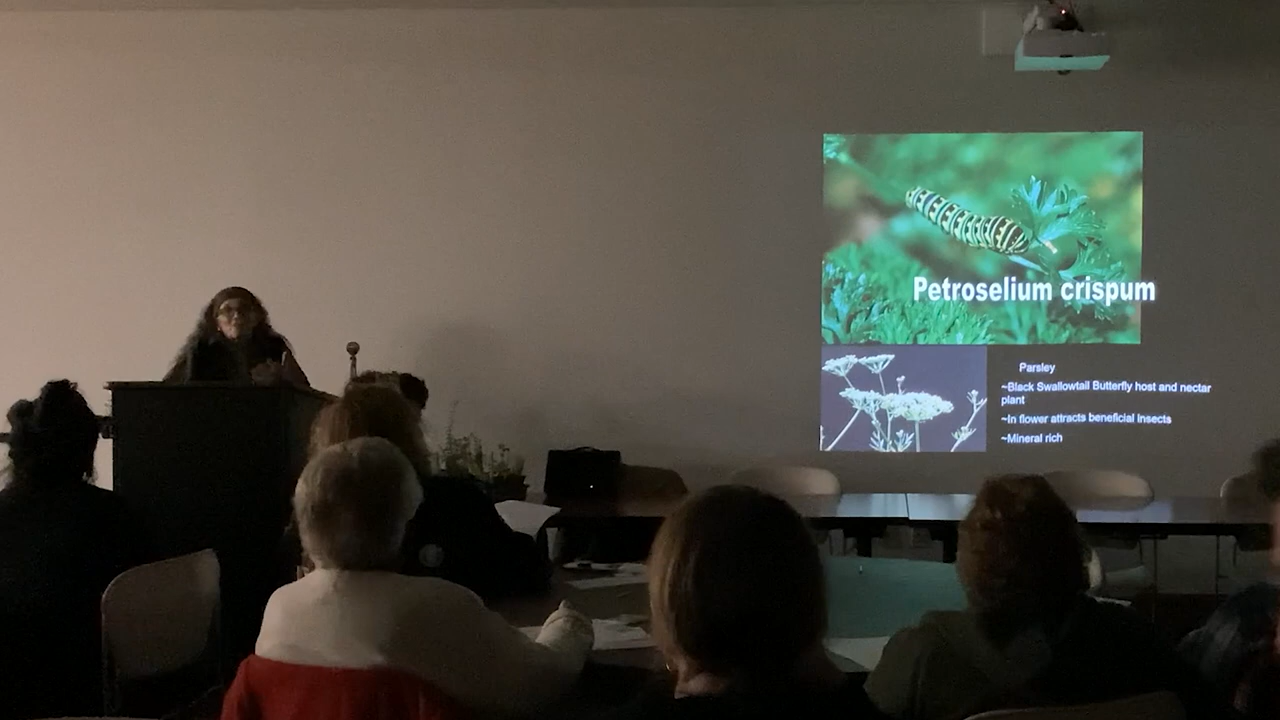 Petroselium crispum
Parsley
~Black Swallowtail Butterfly host and nectar
plant
~In flower attracts beneficial insects
~Mineral rich